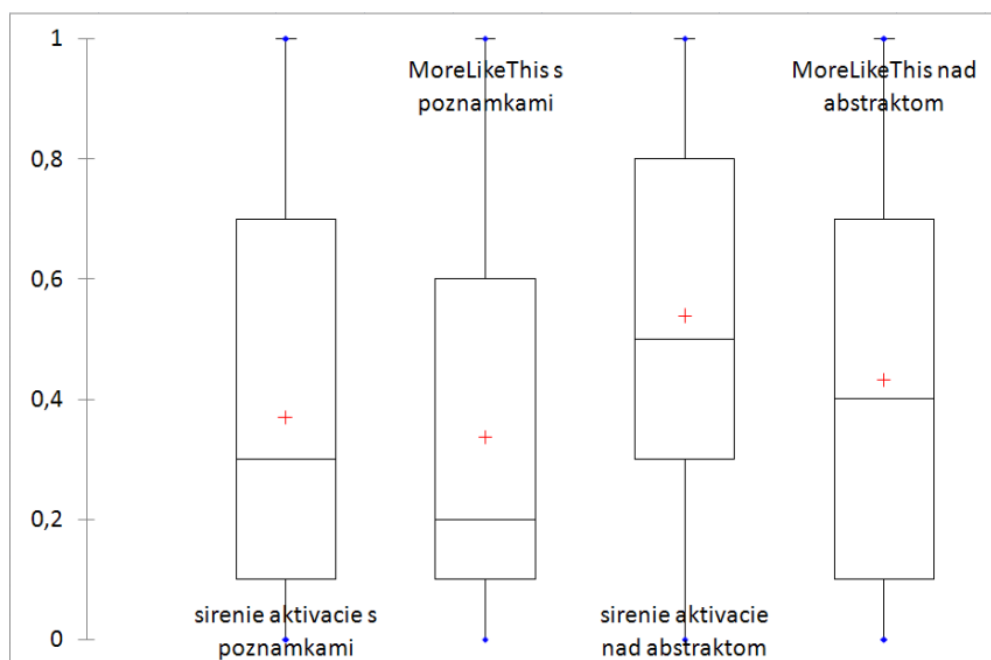 1
MoreLikeThis s
poznamkami
MoreLikeThis nad
abstraktom
0,8
0,6
0,4
0,2
sirenie aktivacie s
poznamkami
sirenie aktivacie
nad abstraktom
0